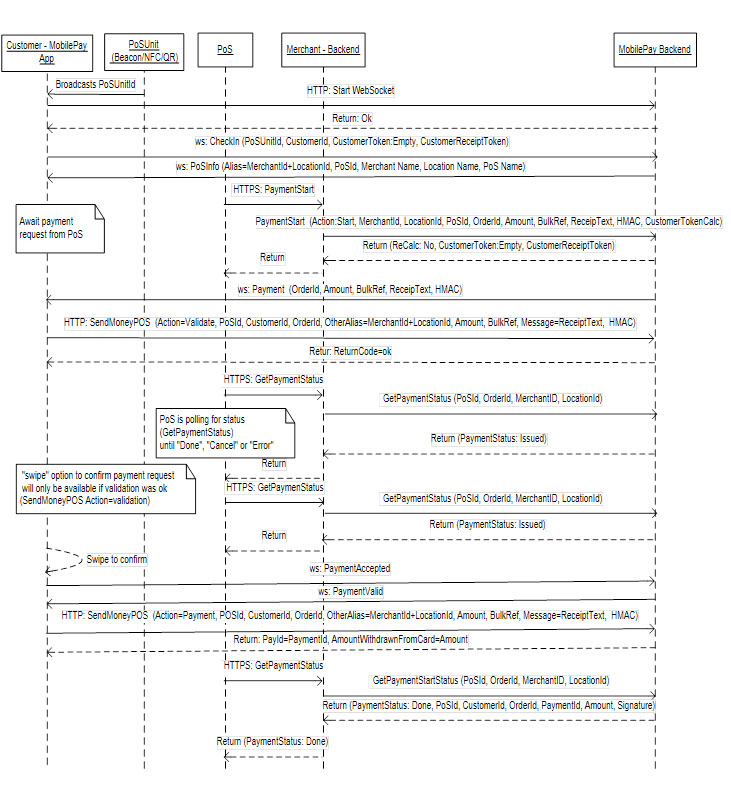 Customer - MobilePay
App
PoSUnit
(Beacon/NFC/QR)
PoS
Merchant - Backend
MobilePay Backend
Broadcasts PoSUnitId
HTTP: Start WebSocket
Return: Ok
ws: CheckIn (PoSUnitId, CustomerId, CustomerToken:Empty, CustomerReceiptToken)
ws: PoSInfo (Alias=MerchantId+LocationId, PoSId, Merchant Name, Location Name, PoS Name)
HTTPS: PaymentStart
Await payment
request from PoS
PaymentStart (Action:Start, MerchantId, LocationId, PoSId, OrderId, Amount, BulkRef, ReceipText, HMAC, CustomerTokenCalc)
Return (ReCalc: No, CustomerToken:Empty, CustomerReceiptToken)
Return
ws: Payment (OrderId, Amount, BulkRef, ReceipText, HMAC)
HTTP: SendMoneyPOS (Action=Validate, PoSId, CustomerId, OrderId, OtherAlias=MerchantId+LocationId, Amount, BulkRef, Message=ReceiptText, HMAC)
Retur: ReturnCode=ok
HTTPS: GetPaymentStatus
GetPaymentStatus (PoSId, OrderId, MerchantID, LocationId)
PoS is polling for status
(GetPaymentStatus)
until "Done", "Cancel" or "Error"
Return (PaymentStatus: Issued)
Return
"swipe" option to confirm payment request
will only be available if validation was ok
(SendMoneyPOS Action=validation)
HTTPS: GetPaymenStatus
GetPaymentStatus (PoSId, OrderId, MerchantID, LocationId)
Return (PaymentStatus: Issued)
Return
Swipe to confirm
ws: PaymentAccepted
ws: PaymentValid
HTTP: SendMoneyPOS (Action=Payment, POSId, CustomerId, OrderId, OtherAlias=MerchantId+LocationId, Amount, BulkRef, Message=ReceiptText, HMAC)
Return: PayId=PaymentId, AmountWithdrawnFromCard=Amount
HTTPS: GetPaymentStatus
GetPaymentStartStatus (PoSId, OrderId, MerchantID, LocationId)
Return (PaymentStatus: Done, PoSId, CustomerId, OrderId, PaymentId, Amount, Signature)
Return (PaymentStatus: Done)